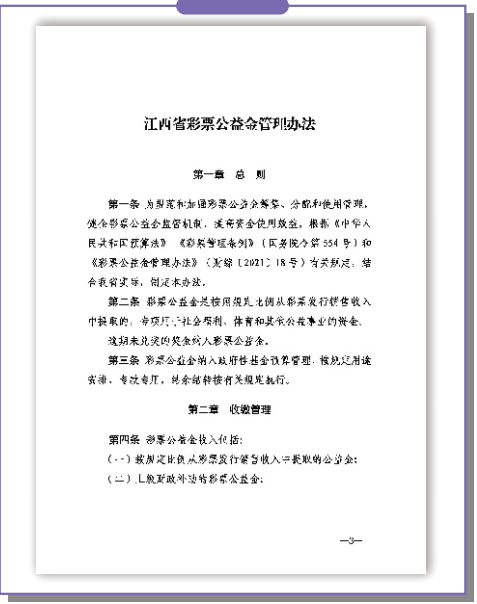 江西省彩票公益金管理办法
第一章 总 则
第一条 为规范和加强彩票公益金筹集、分配和使用管理，
健全彩票公益金监管机制，提高资金使用效益，根据《中华人
民共和国预算法》《彩票管理条例》（国务院令第 554 号）和
《彩票公益金管理办法》（财综〔2021〕18 号）有关规定，结
合我省实际，制定本办法。
第二条 彩票公益金是按照规定比例从彩票发行销售收入
中提取的，专项用于社会福利、体育和其他公益事业的资金。
逾期未兑奖的奖金纳入彩票公益金。
第三条 彩票公益金纳入政府性基金预算管理，按规定用途
安排、专款专用，结余结转按有关规定执行。
第二章 收缴管理
第四条 彩票公益金收入包括：
（一）按规定比例从彩票发行销售收入中提取的公益金；
（二）上级财政补助的彩票公益金；
—3—